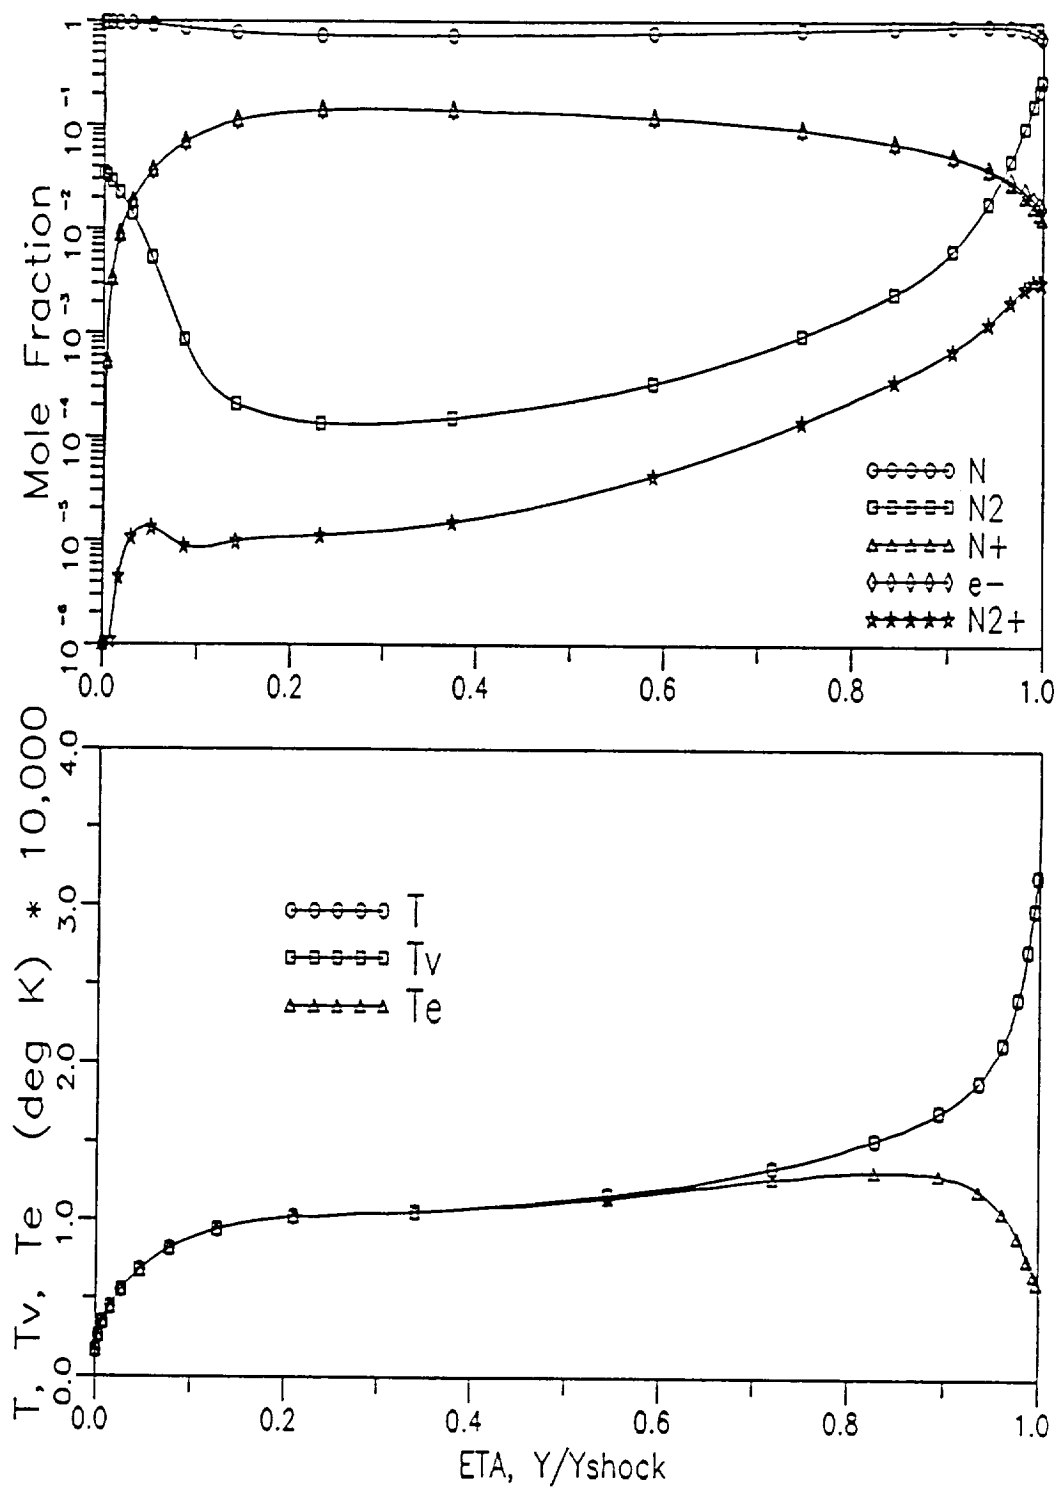 1
10⁻¹
10⁻²
10⁻³
10⁻⁴
10⁻⁵
10⁻⁶
Mole Fraction
N
N2
N+
e-
N2+
0.0 0.2 0.4 0.6 0.8 1.0
4.0
3.0
2.0
1.0
0.0
T, Tv, Te (deg K) * 10,000
T
Tv
Te
0.0 0.2 0.4 0.6 0.8 1.0
ETA, Y/Yshock